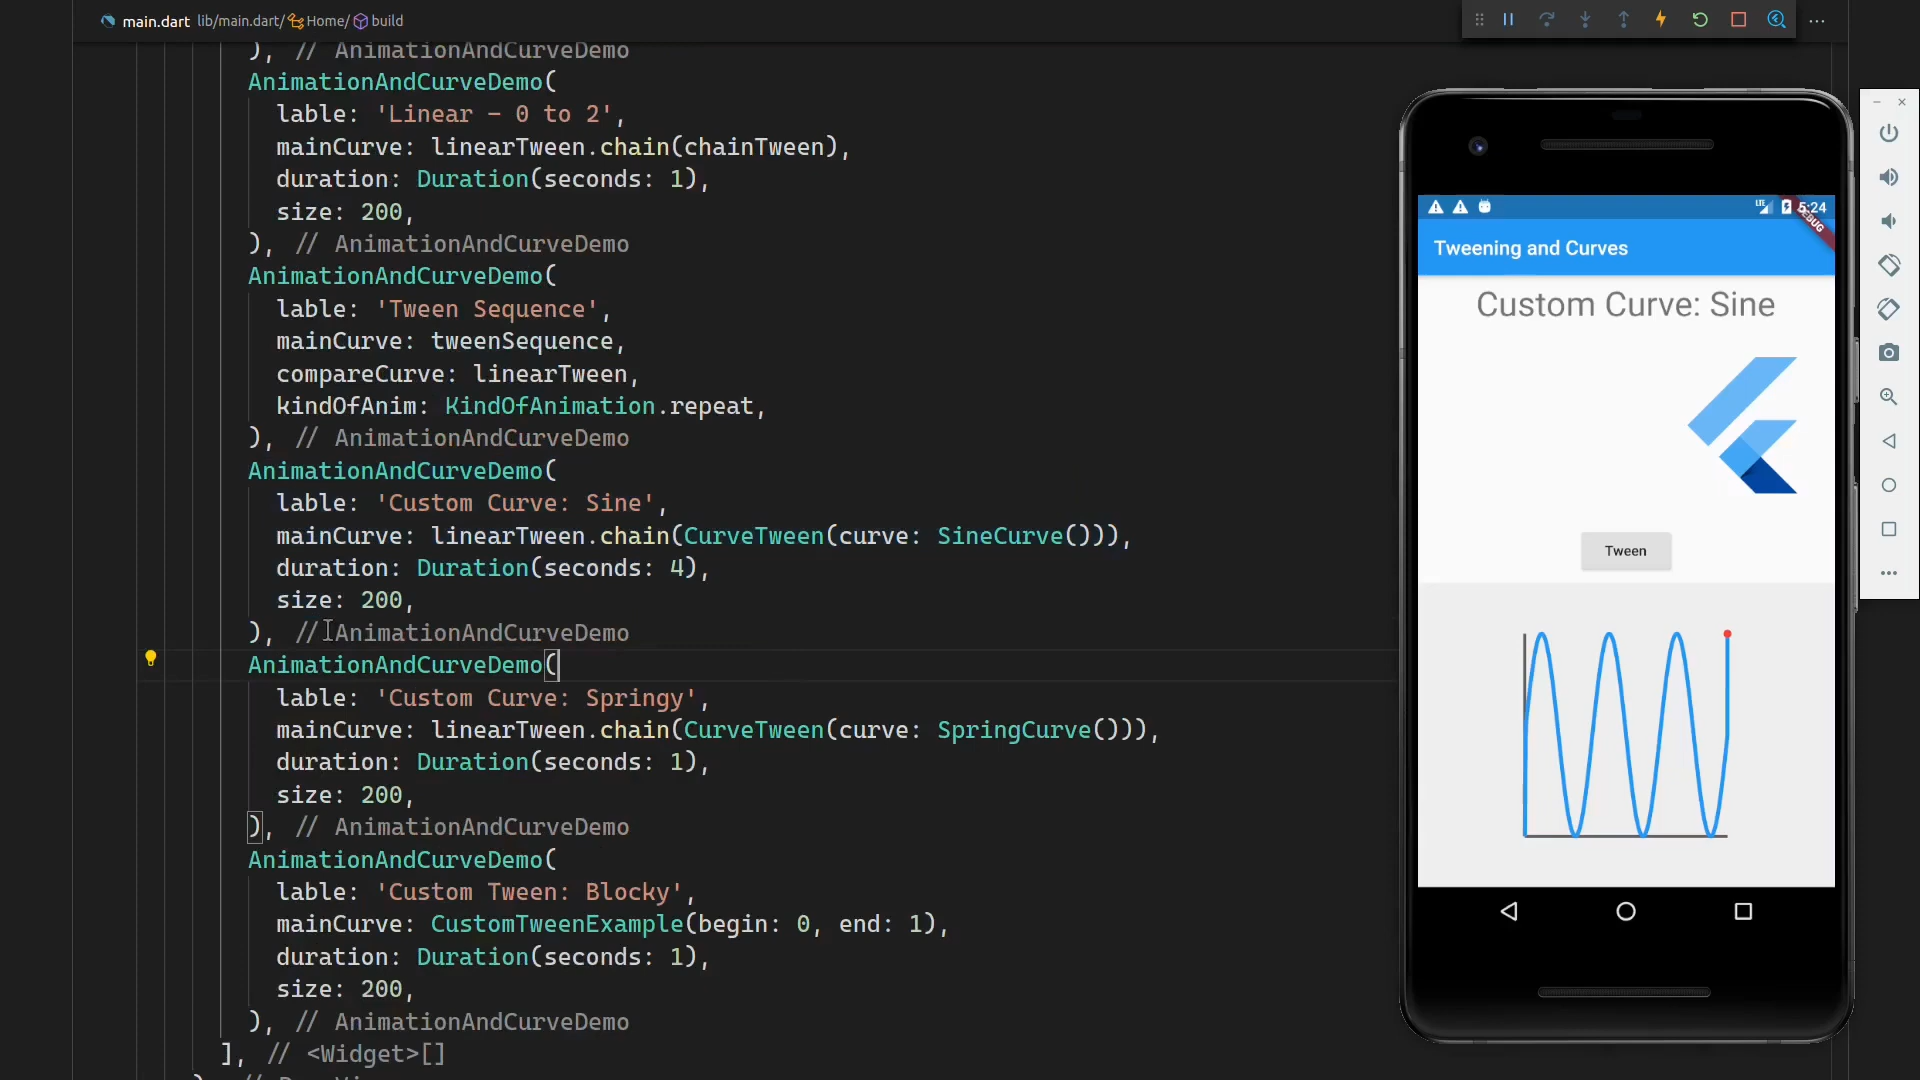 main.dart lib/main.dart/ Home/ build
), // AnimationAndCurveDemo
AnimationAndCurveDemo(
lable: 'Linear - 0 to 2',
mainCurve: linearTween.chain(chainTween),
duration: Duration(seconds: 1),
size: 200,
), // AnimationAndCurveDemo
AnimationAndCurveDemo(
lable: 'Tween Sequence',
mainCurve: tweenSequence,
compareCurve: linearTween,
kindOfAnim: KindOfAnimation.repeat,
), // AnimationAndCurveDemo
AnimationAndCurveDemo(
lable: 'Custom Curve: Sine',
mainCurve: linearTween.chain(CurveTween(curve: SineCurve())),
duration: Duration(seconds: 4),
size: 200,
), // AnimationAndCurveDemo
AnimationAndCurveDemo(
lable: 'Custom Curve: Springy',
mainCurve: linearTween.chain(CurveTween(curve: SpringCurve())),
duration: Duration(seconds: 1),
size: 200,
), // AnimationAndCurveDemo
AnimationAndCurveDemo(
lable: 'Custom Tween: Blocky',
mainCurve: CustomTweenExample(begin: 0, end: 1),
duration: Duration(seconds: 1),
size: 200,
), // AnimationAndCurveDemo
], // <Widget>[]
LTE 5:24
DEBUG
Tweening and Curves
Custom Curve: Sine
Tween